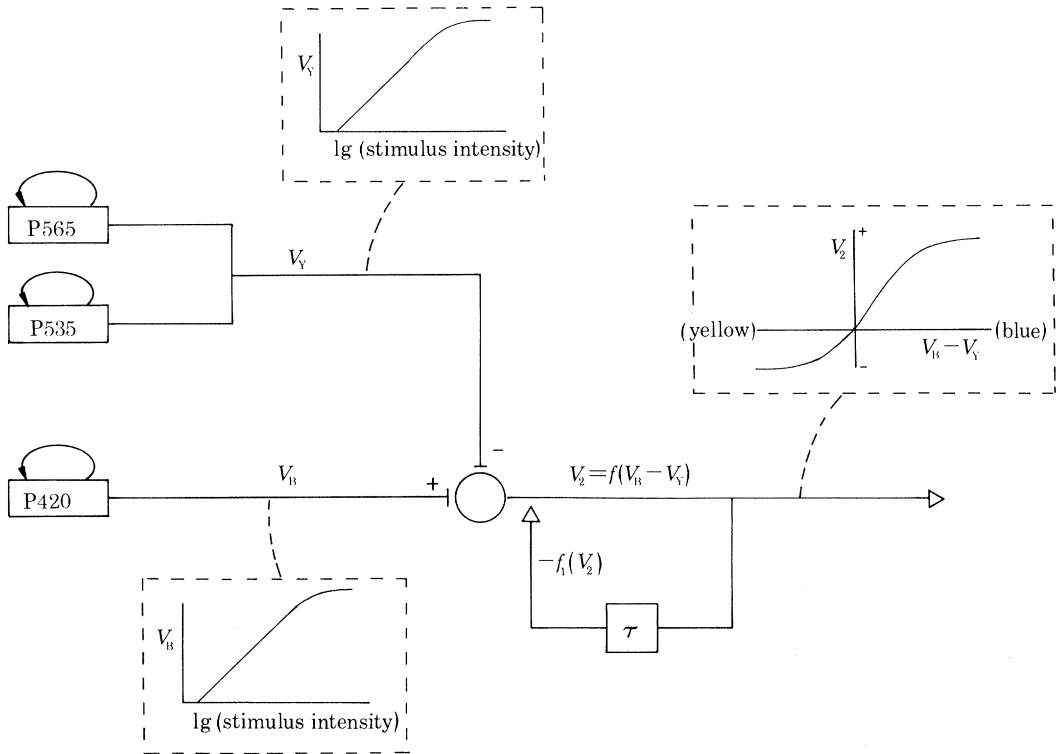 V_Y
lg (stimulus intensity)
P565
V_Y
P535
V_2
+
(yellow)
(blue)
V_B − V_Y
−
−
V_B
+
P420
V_2 = f(V_B − V_Y)
−f_1(V_2)
τ
V_B
lg (stimulus intensity)